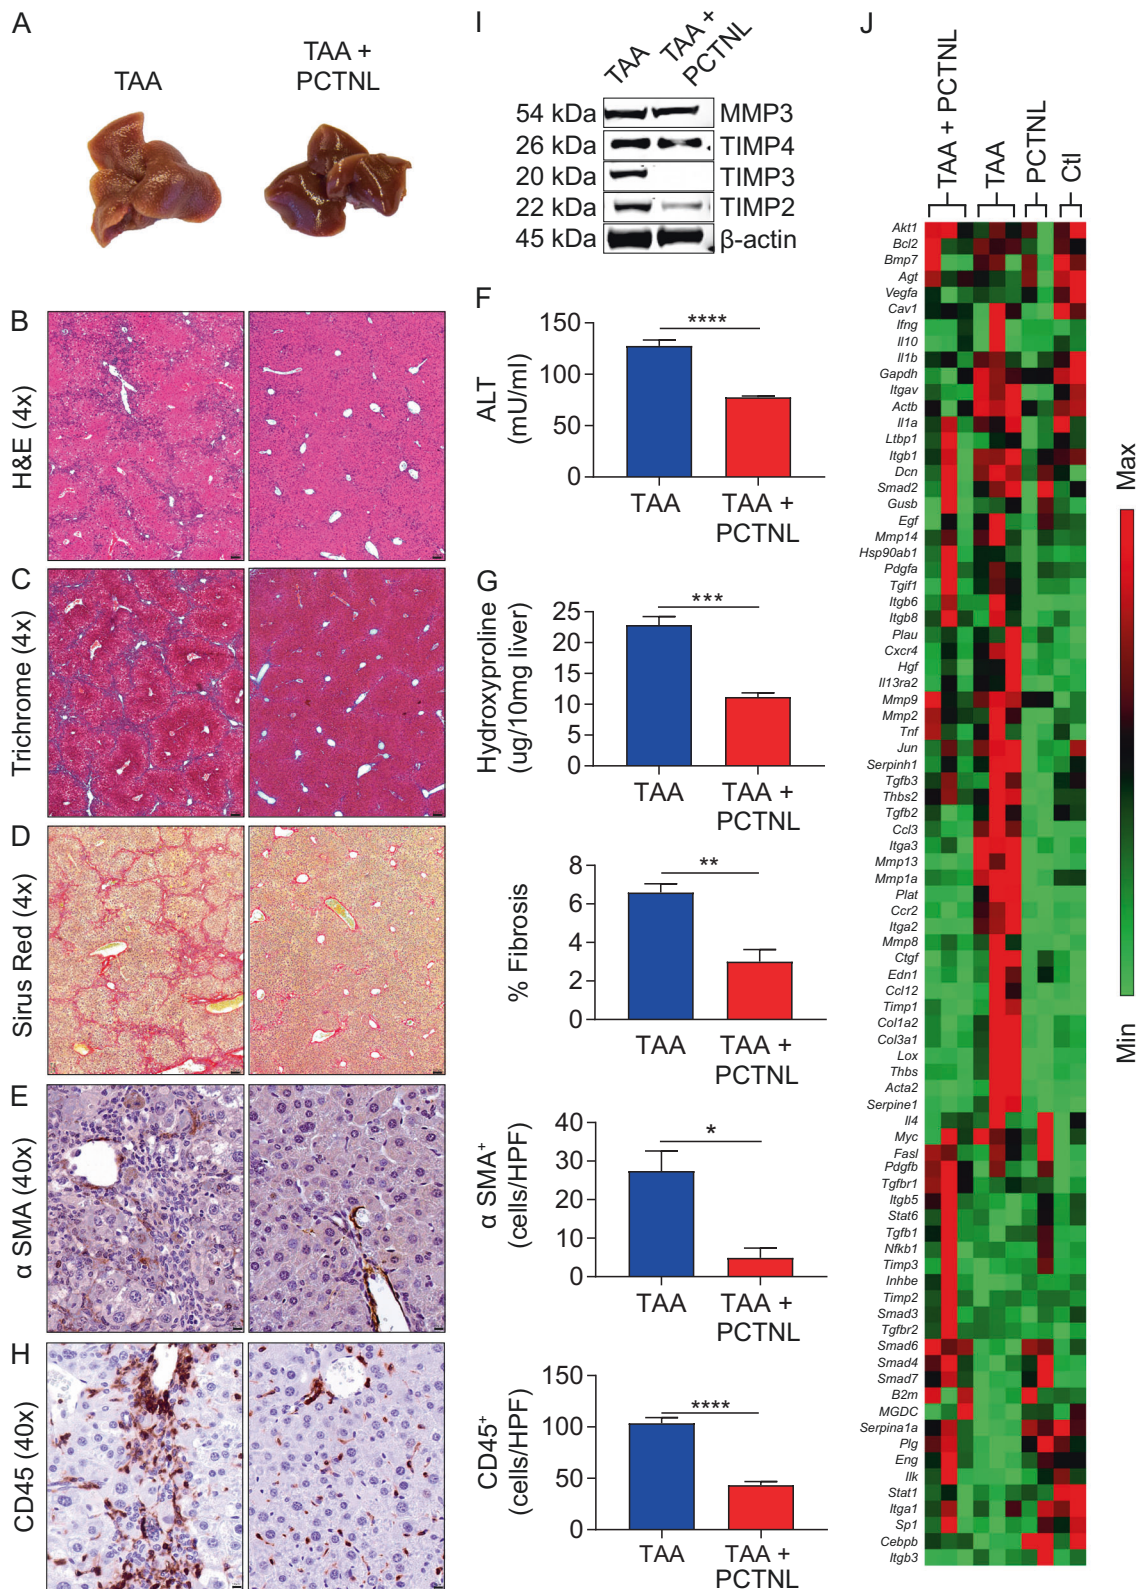 A
TAA
TAA +
PCTNL
I
TAA
TAA +
PCTNL
54 kDa
MMP3
26 kDa
TIMP4
20 kDa
TIMP3
22 kDa
TIMP2
45 kDa
β-actin
B
H&E (4x)
C
Trichrome (4x)
D
Sirus Red (4x)
E
α SMA (40x)
H
CD45 (40x)
F
ALT
(mU/ml)
150
100
50
0
****
TAA
TAA +
PCTNL
G
Hydroxyproline
(ug/10mg liver)
25
20
15
10
5
0
***
TAA
TAA +
PCTNL
% Fibrosis
8
6
4
2
0
**
TAA
TAA +
PCTNL
α SMA+
(cells/HPF)
40
30
20
10
0
*
TAA
TAA +
PCTNL
CD45+
(cells/HPF)
150
100
50
0
****
TAA
TAA +
PCTNL
J
TAA + PCTNL
TAA
PCTNL
Ctl
Akt1
Bcl2
Bmp7
Agt
Vegfa
Cav1
Ifng
Il10
Il1b
Gapdh
Itgav
Actb
Il1a
Ltbp1
Itgb1
Dcn
Smad2
Gusb
Egf
Mmp14
Hsp90ab1
Pdgfa
Tgif1
Itgb6
Itgb8
Plau
Cxcr4
Hgf
Il13ra2
Mmp9
Mmp2
Tnf
Jun
Serpinh1
Tgfb3
Thbs2
Tgfb2
Ccl3
Itga3
Mmp13
Mmp1a
Plat
Ccr2
Itga2
Mmp8
Ctgf
Edn1
Ccl12
Timp1
Col1a2
Col3a1
Lox
Thbs
Acta2
Serpine1
Il4
Myc
Fasl
Pdgfb
Tgfbr1
Itgb5
Stat6
Tgfb1
Nfkb1
Timp3
Inhbe
Timp2
Smad3
Tgfbr2
Smad6
Smad4
Smad7
B2m
MGDC
Serpina1a
Plg
Eng
Ilk
Stat1
Itga1
Sp1
Cebpb
Itgb3
Max
Min